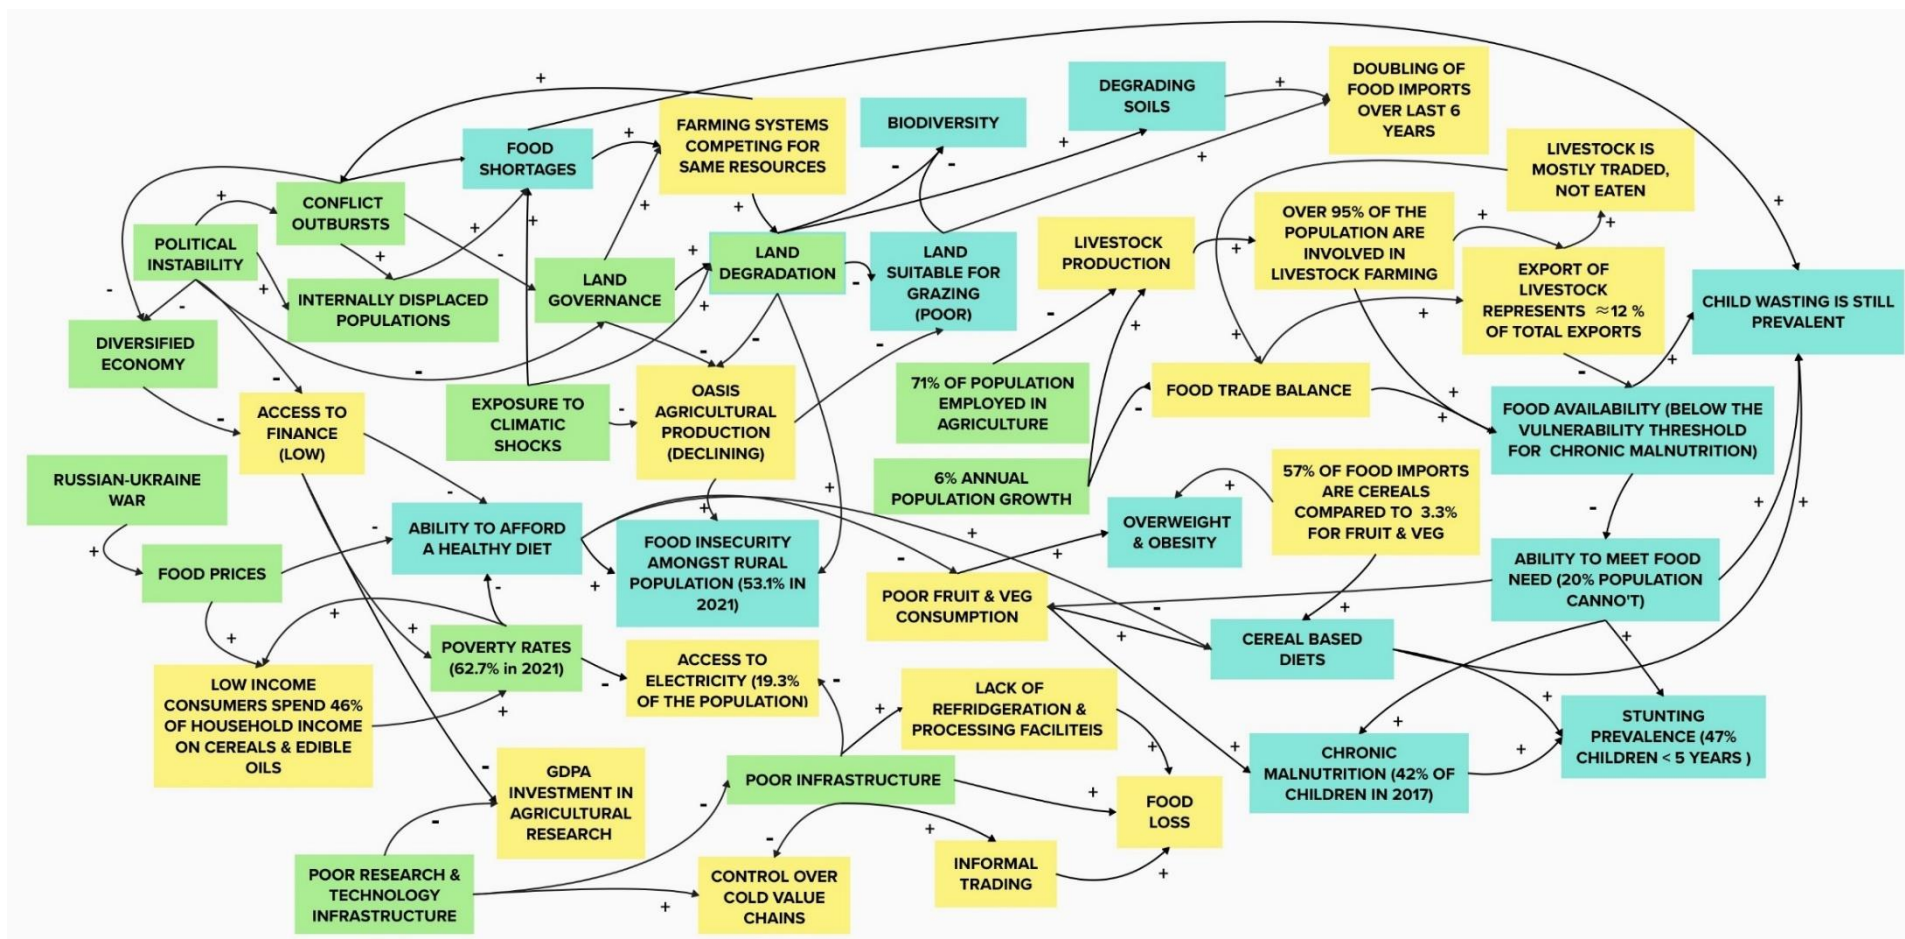 DOUBLING OF
FOOD IMPORTS
OVER LAST 6
YEARS
DEGRADING
SOILS
BIODIVERSITY
FARMING SYSTEMS
COMPETING FOR
SAME RESOURCES
FOOD
SHORTAGES
LIVESTOCK IS
MOSTLY TRADED,
NOT EATEN
CONFLICT
OUTBURSTS
POLITICAL
INSTABILITY
INTERNALLY DISPLACED
POPULATIONS
LAND
GOVERNANCE
LAND
DEGRADATION
LAND
SUITABLE FOR
GRAZING
(POOR)
LIVESTOCK
PRODUCTION
OVER 95% OF THE
POPULATION ARE
INVOLVED IN
LIVESTOCK FARMING
EXPORT OF
LIVESTOCK
REPRESENTS ≈12 %
OF TOTAL EXPORTS
CHILD WASTING IS STILL
PREVALENT
DIVERSIFIED
ECONOMY
ACCESS TO
FINANCE
(LOW)
EXPOSURE TO
CLIMATIC
SHOCKS
OASIS
AGRICULTURAL
PRODUCTION
(DECLINING)
71% OF POPULATION
EMPLOYED IN
AGRICULTURE
FOOD TRADE BALANCE
FOOD AVAILABILITY (BELOW THE
VULNERABILITY THRESHOLD
FOR CHRONIC MALNUTRITION)
RUSSIAN-UKRAINE
WAR
6% ANNUAL
POPULATION GROWTH
57% OF FOOD IMPORTS
ARE CEREALS
COMPARED TO 3.3%
FOR FRUIT & VEG
OVERWEIGHT
& OBESITY
ABILITY TO AFFORD
A HEALTHY DIET
FOOD INSECURITY
AMONGST RURAL
POPULATION (53.1% IN
2021)
FOOD PRICES
POOR FRUIT & VEG
CONSUMPTION
ABILITY TO MEET FOOD
NEED (20% POPULATION
CANNO'T)
CEREAL BASED
DIETS
POVERTY RATES
(62.7% in 2021)
ACCESS TO
ELECTRICITY (19.3%
OF THE POPULATION)
LOW INCOME
CONSUMERS SPEND 46%
OF HOUSEHOLD INCOME
ON CEREALS & EDIBLE
OILS
LACK OF
REFRIDGERATION &
PROCESSING FACILITEIS
STUNTING
PREVALENCE (47%
CHILDREN < 5 YEARS )
CHRONIC
MALNUTRITION (42% OF
CHILDREN IN 2017)
GDPA
INVESTMENT IN
AGRICULTURAL
RESEARCH
POOR INFRASTRUCTURE
FOOD
LOSS
INFORMAL
TRADING
CONTROL OVER
COLD VALUE
CHAINS
POOR RESEARCH &
TECHNOLOGY
INFRASTRUCTURE